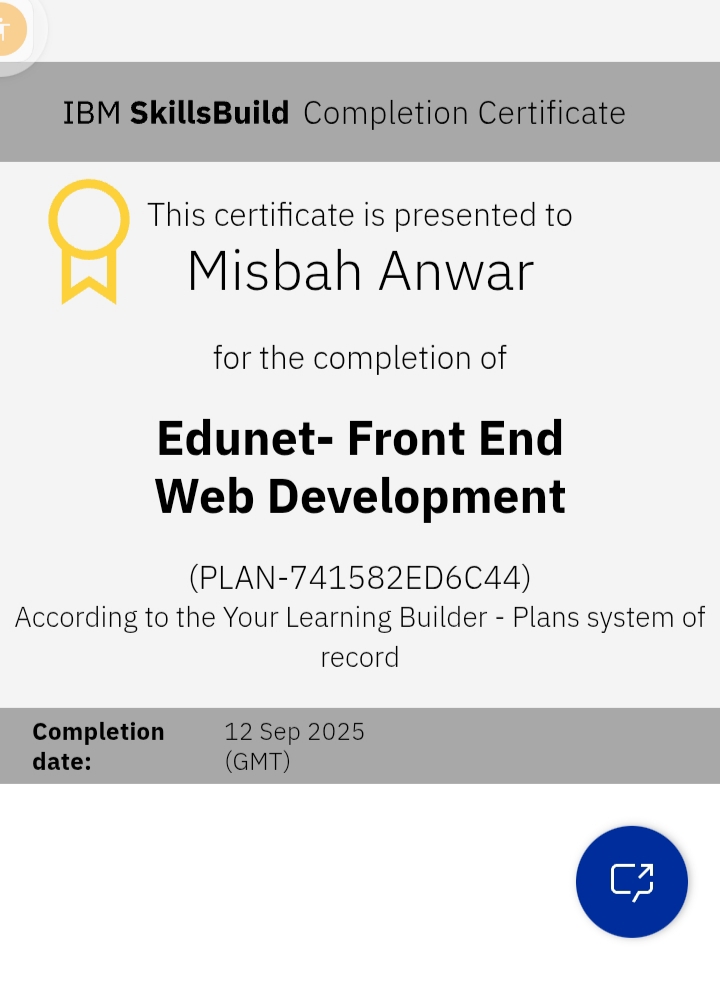 IBM SkillsBuild Completion Certificate
This certificate is presented to
Misbah Anwar
for the completion of
Edunet- Front End
Web Development
(PLAN-741582ED6C44)
According to the Your Learning Builder - Plans system of
record
Completion
date:
12 Sep 2025
(GMT)